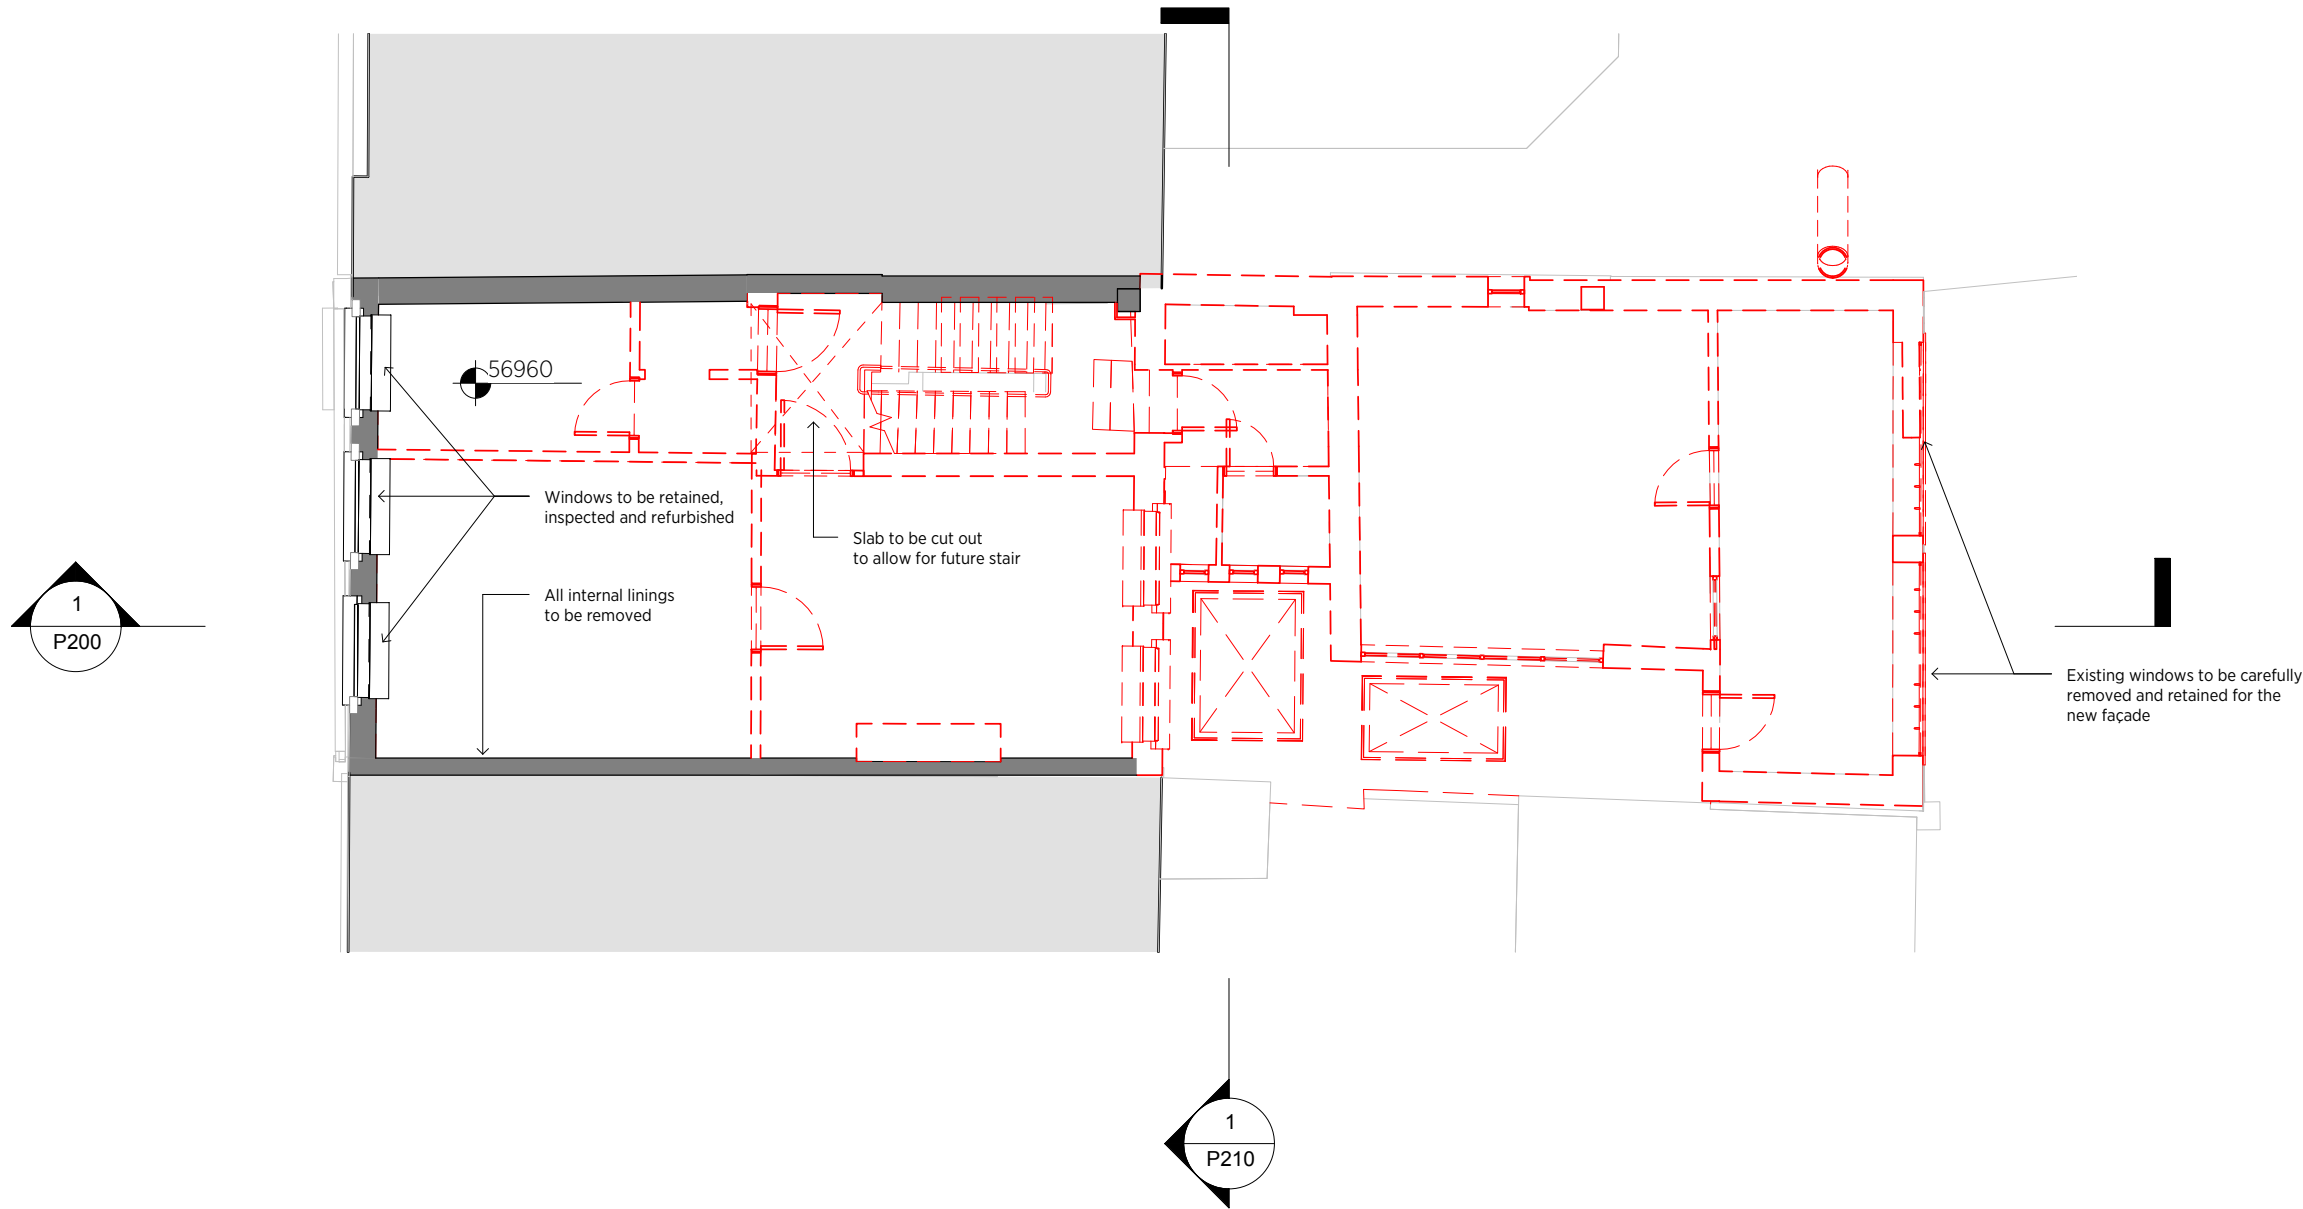 56960
Windows to be retained,
inspected and refurbished
Slab to be cut out
to allow for future stair
All internal linings
to be removed
1
P200
Existing windows to be carefully
removed and retained for the
new façade
1
P210